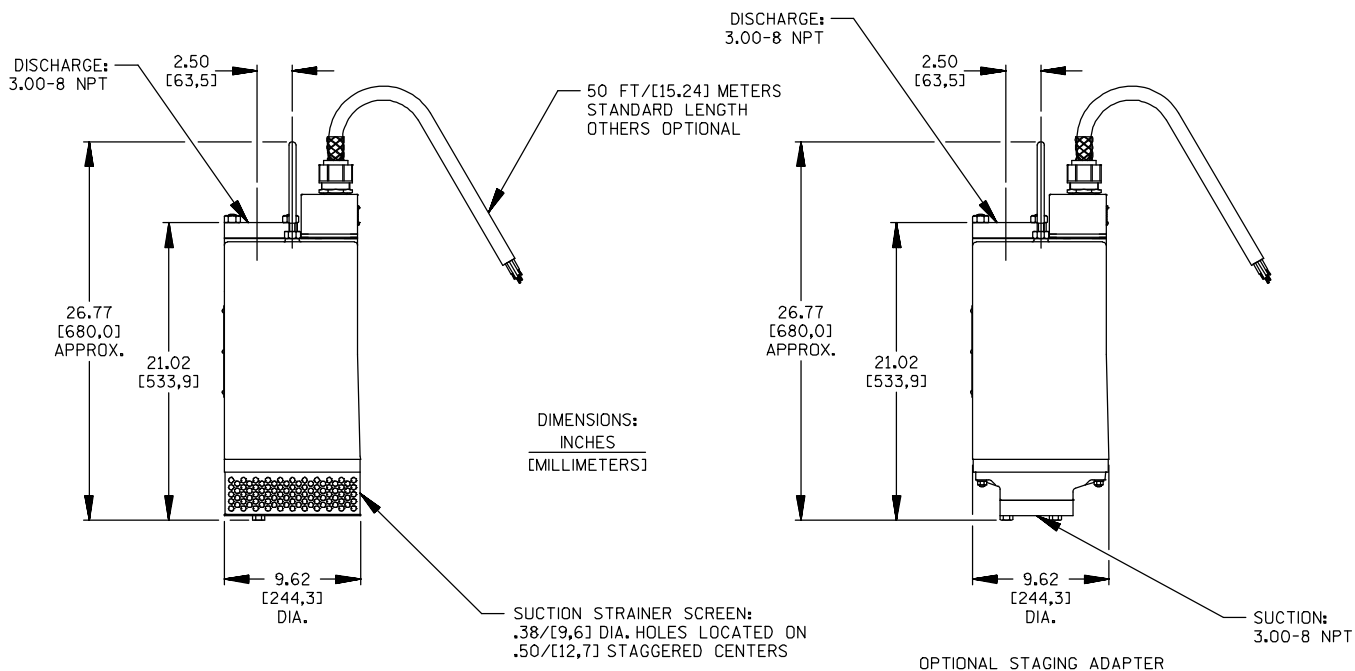 DISCHARGE:
3.00-8 NPT
2.50
[63,5]
50 FT/[15.24] METERS
STANDARD LENGTH
OTHERS OPTIONAL
26.77
[680,0]
APPROX.
21.02
[533,9]
9.62
[244,3]
DIA.
SUCTION STRAINER SCREEN:
.38/[9,6] DIA. HOLES LOCATED ON
.50/[12,7] STAGGERED CENTERS
DIMENSIONS:
INCHES
[MILLIMETERS]
DISCHARGE:
3.00-8 NPT
2.50
[63,5]
26.77
[680,0]
APPROX.
21.02
[533,9]
9.62
[244,3]
DIA.
SUCTION:
3.00-8 NPT
OPTIONAL STAGING ADAPTER